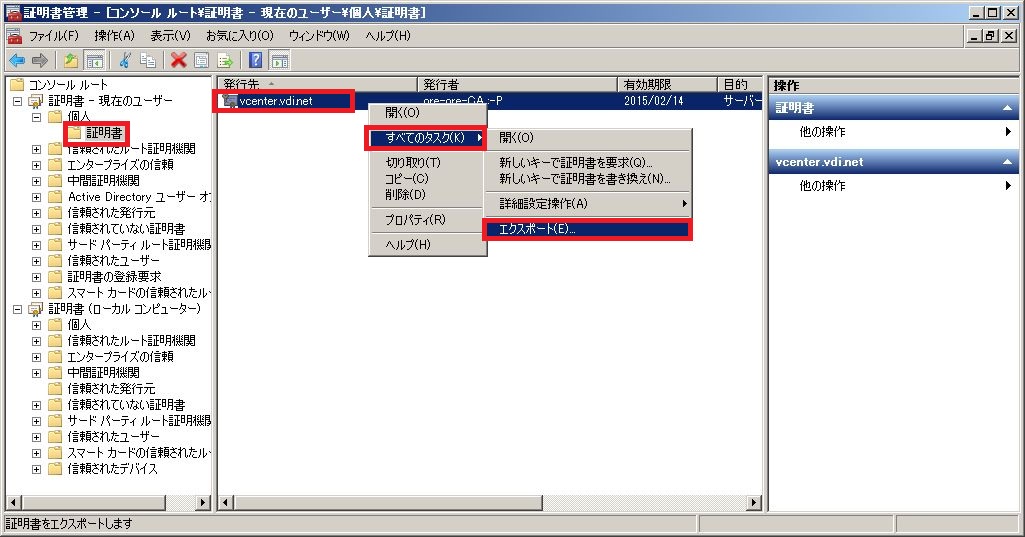 証明書管理 - [コンソール ルート¥証明書 - 現在のユーザー¥個人¥証明書]
ファイル(F) 操作(A) 表示(V) お気に入り(O) ウィンドウ(W) ヘルプ(H)
コンソール ルート
証明書 - 現在のユーザー
個人
証明書
信頼されたルート証明機関
エンタープライズの信頼
中間証明機関
Active Directory ユーザー オ
信頼された発行元
信頼されていない証明書
サード パーティ ルート証明機関
信頼されたユーザー
証明書の登録要求
スマート カードの信頼されたル
証明書 (ローカル コンピューター)
個人
信頼されたルート証明機関
エンタープライズの信頼
中間証明機関
信頼された発行元
信頼されていない証明書
サード パーティ ルート証明機関
信頼されたユーザー
スマート カードの信頼されたル
信頼されたデバイス
発行先 発行者 有効期限 目的
vcenter.vdi.net ore-ore-CA 2015/02/14 サーバー
開く(O)
すべてのタスク(K)
切り取り(T)
コピー(C)
削除(D)
プロパティ(R)
ヘルプ(H)
開く(O)
新しいキーで証明書を要求(Q)...
新しいキーで証明書を書き換え(N)...
詳細設定操作(A)
エクスポート(E)...
操作
証明書
他の操作
vcenter.vdi.net
他の操作
証明書をエクスポートします